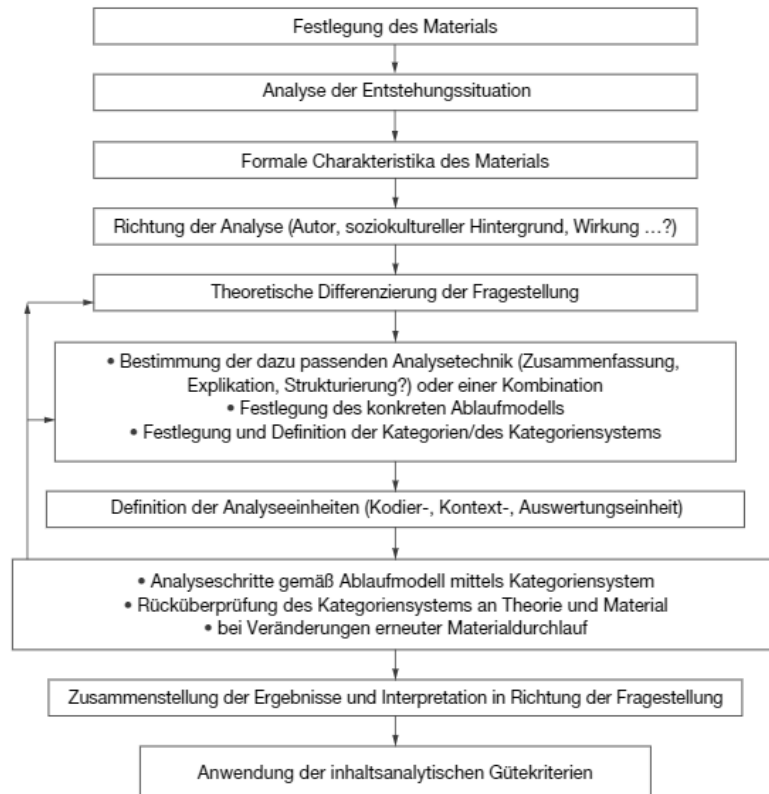 Festlegung des Materials
Analyse der Entstehungssituation
Formale Charakteristika des Materials
Richtung der Analyse (Autor, soziokultureller Hintergrund, Wirkung …?)
Theoretische Differenzierung der Fragestellung
• Bestimmung der dazu passenden Analysetechnik (Zusammenfassung,
Explikation, Strukturierung?) oder einer Kombination
• Festlegung des konkreten Ablaufmodells
• Festlegung und Definition der Kategorien/des Kategoriensystems
Definition der Analyseeinheiten (Kodier-, Kontext-, Auswertungseinheit)
• Analyseschritte gemäß Ablaufmodell mittels Kategoriensystem
• Rücküberprüfung des Kategoriensystems an Theorie und Material
• bei Veränderungen erneuter Materialdurchlauf
Zusammenstellung der Ergebnisse und Interpretation in Richtung der Fragestellung
Anwendung der inhaltsanalytischen Gütekriterien